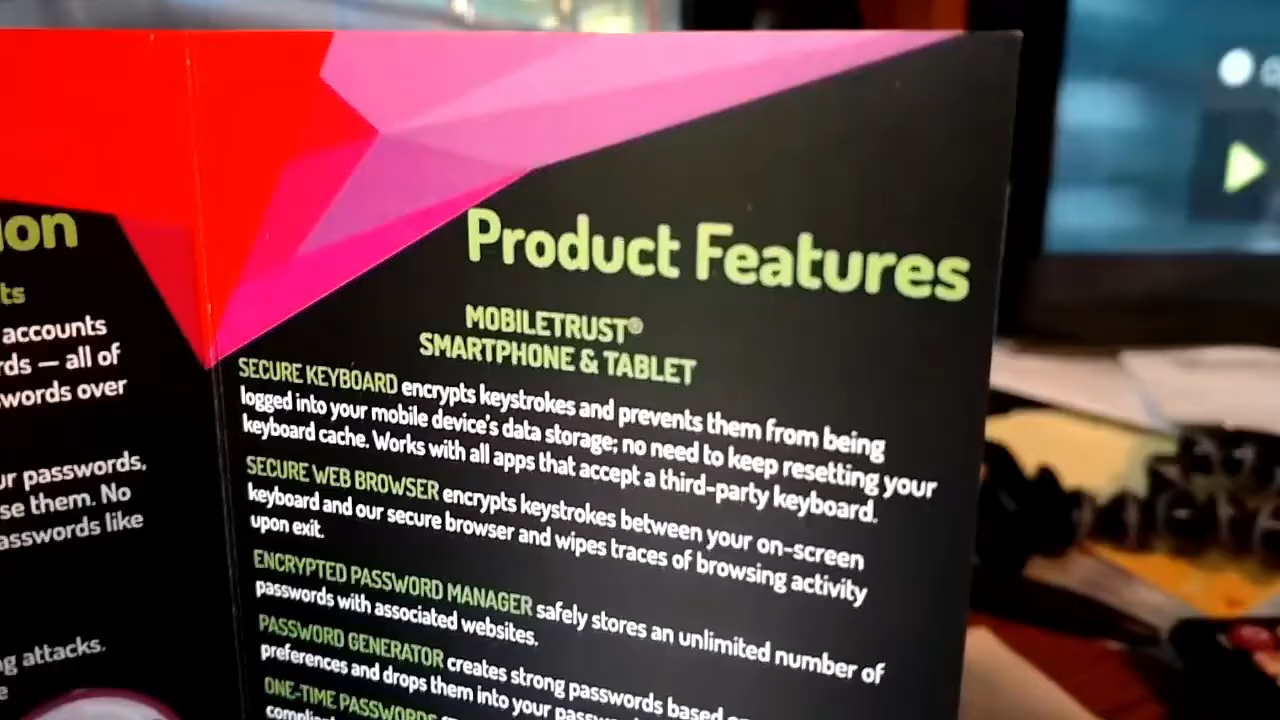 ion
ts
accounts
rds — all of
swords over
ur passwords,
se them. No
asswords like
g attacks.
e
Product Features
MOBILETRUST®
SMARTPHONE & TABLET
SECURE KEYBOARD encrypts keystrokes and prevents them from being
logged into your mobile device's data storage; no need to keep resetting your
keyboard cache. Works with all apps that accept a third-party keyboard.
SECURE WEB BROWSER encrypts keystrokes between your on-screen
keyboard and our secure browser and wipes traces of browsing activity
upon exit.
ENCRYPTED PASSWORD MANAGER safely stores an unlimited number of
passwords with associated websites.
PASSWORD GENERATOR creates strong passwords based
preferences and drops them into your
ONE-TIME PASSWORDS